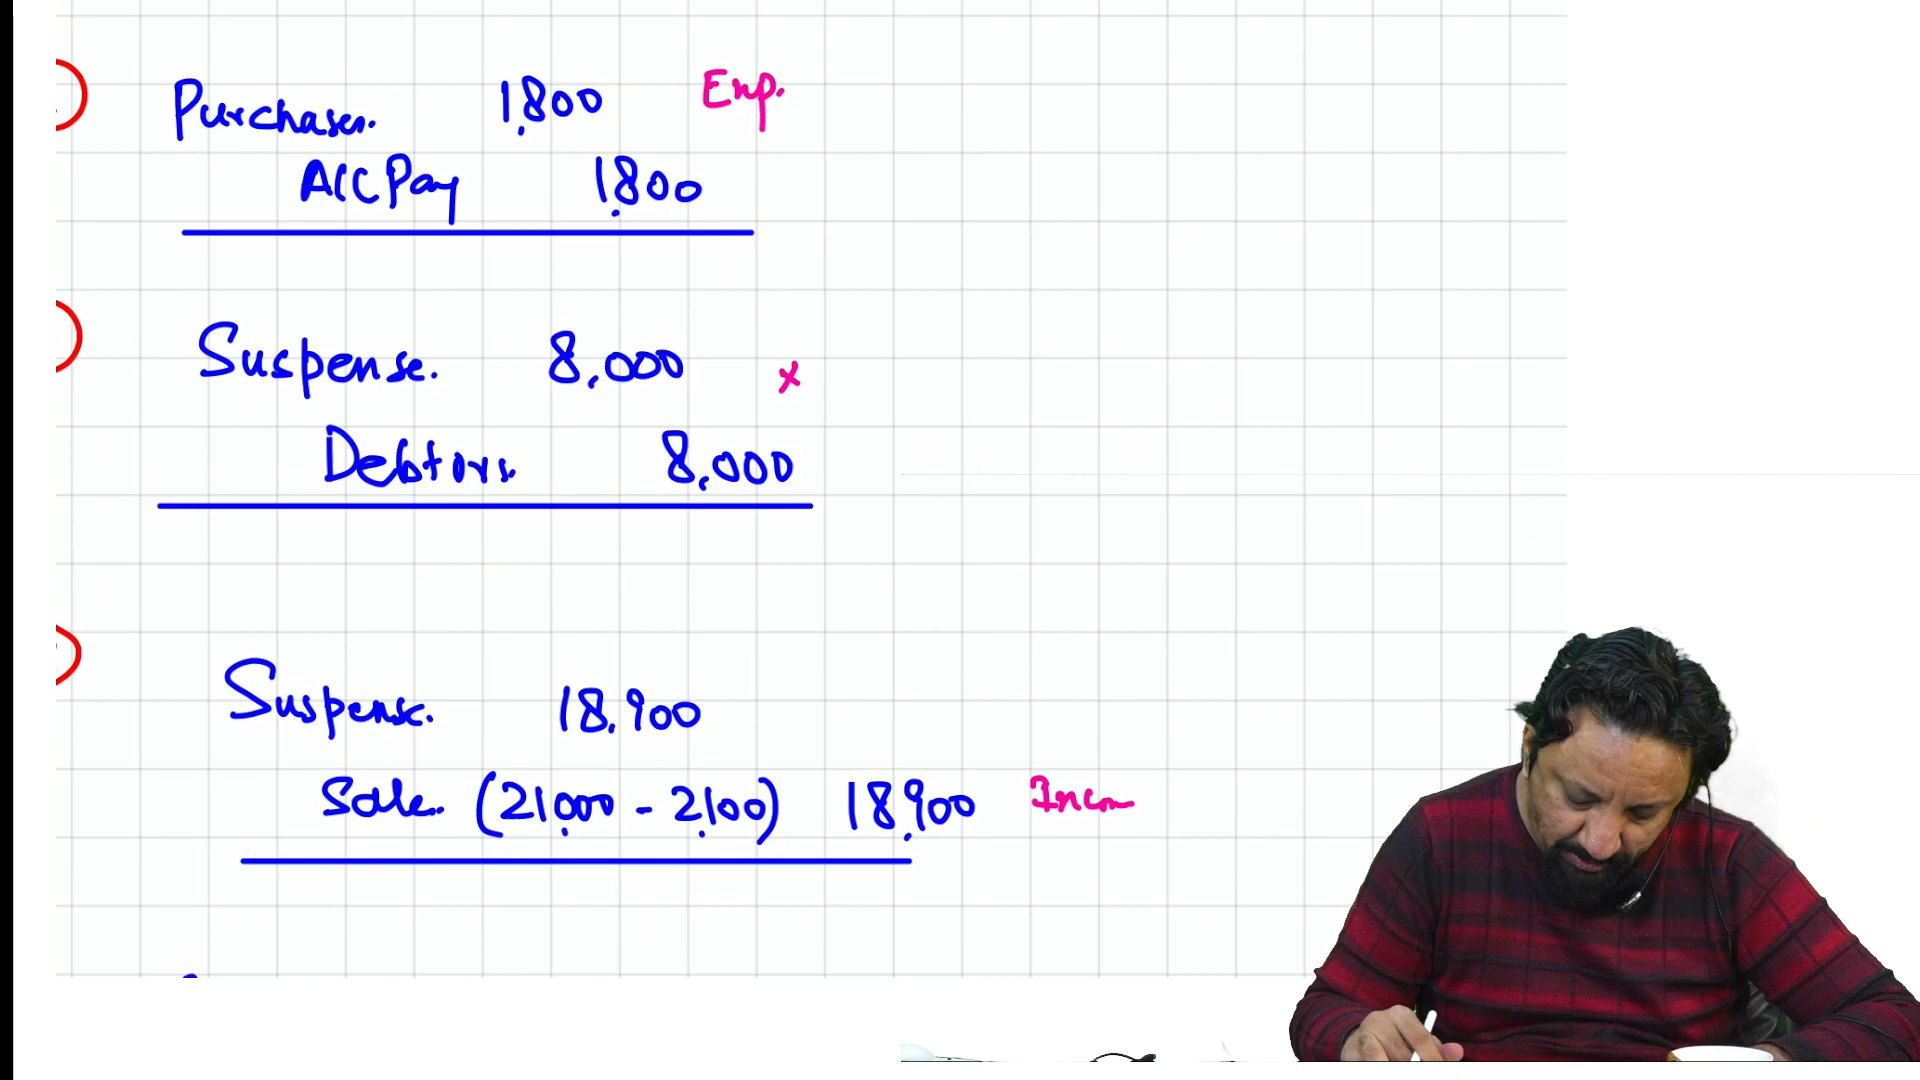 Purchases. 1,800 Exp.
A/C Pay 1,800
Suspense. 8,000 x
Debtors. 8,000
Suspense. 18,900
Sales. (21,000 - 2,100) 18,900 Incm